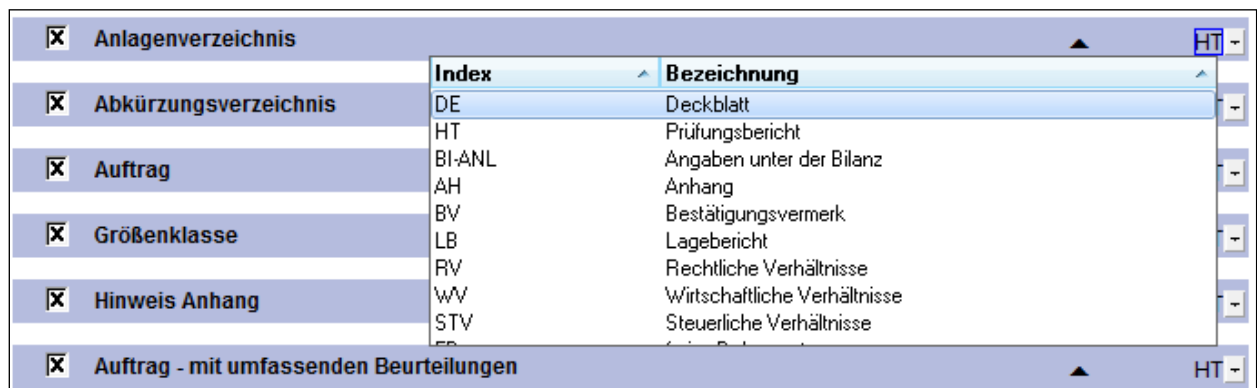 Anlagenverzeichnis HT
Index Bezeichnung
Abkürzungsverzeichnis
DE Deckblatt
HT Prüfungsbericht
BI-ANL Angaben unter der Bilanz
Auftrag
AH Anhang
BV Bestätigungsvermerk
Größenklasse
LB Lagebericht
RV Rechtliche Verhältnisse
Hinweis Anhang
WV Wirtschaftliche Verhältnisse
STV Steuerliche Verhältnisse
Auftrag - mit umfassenden Beurteilungen HT